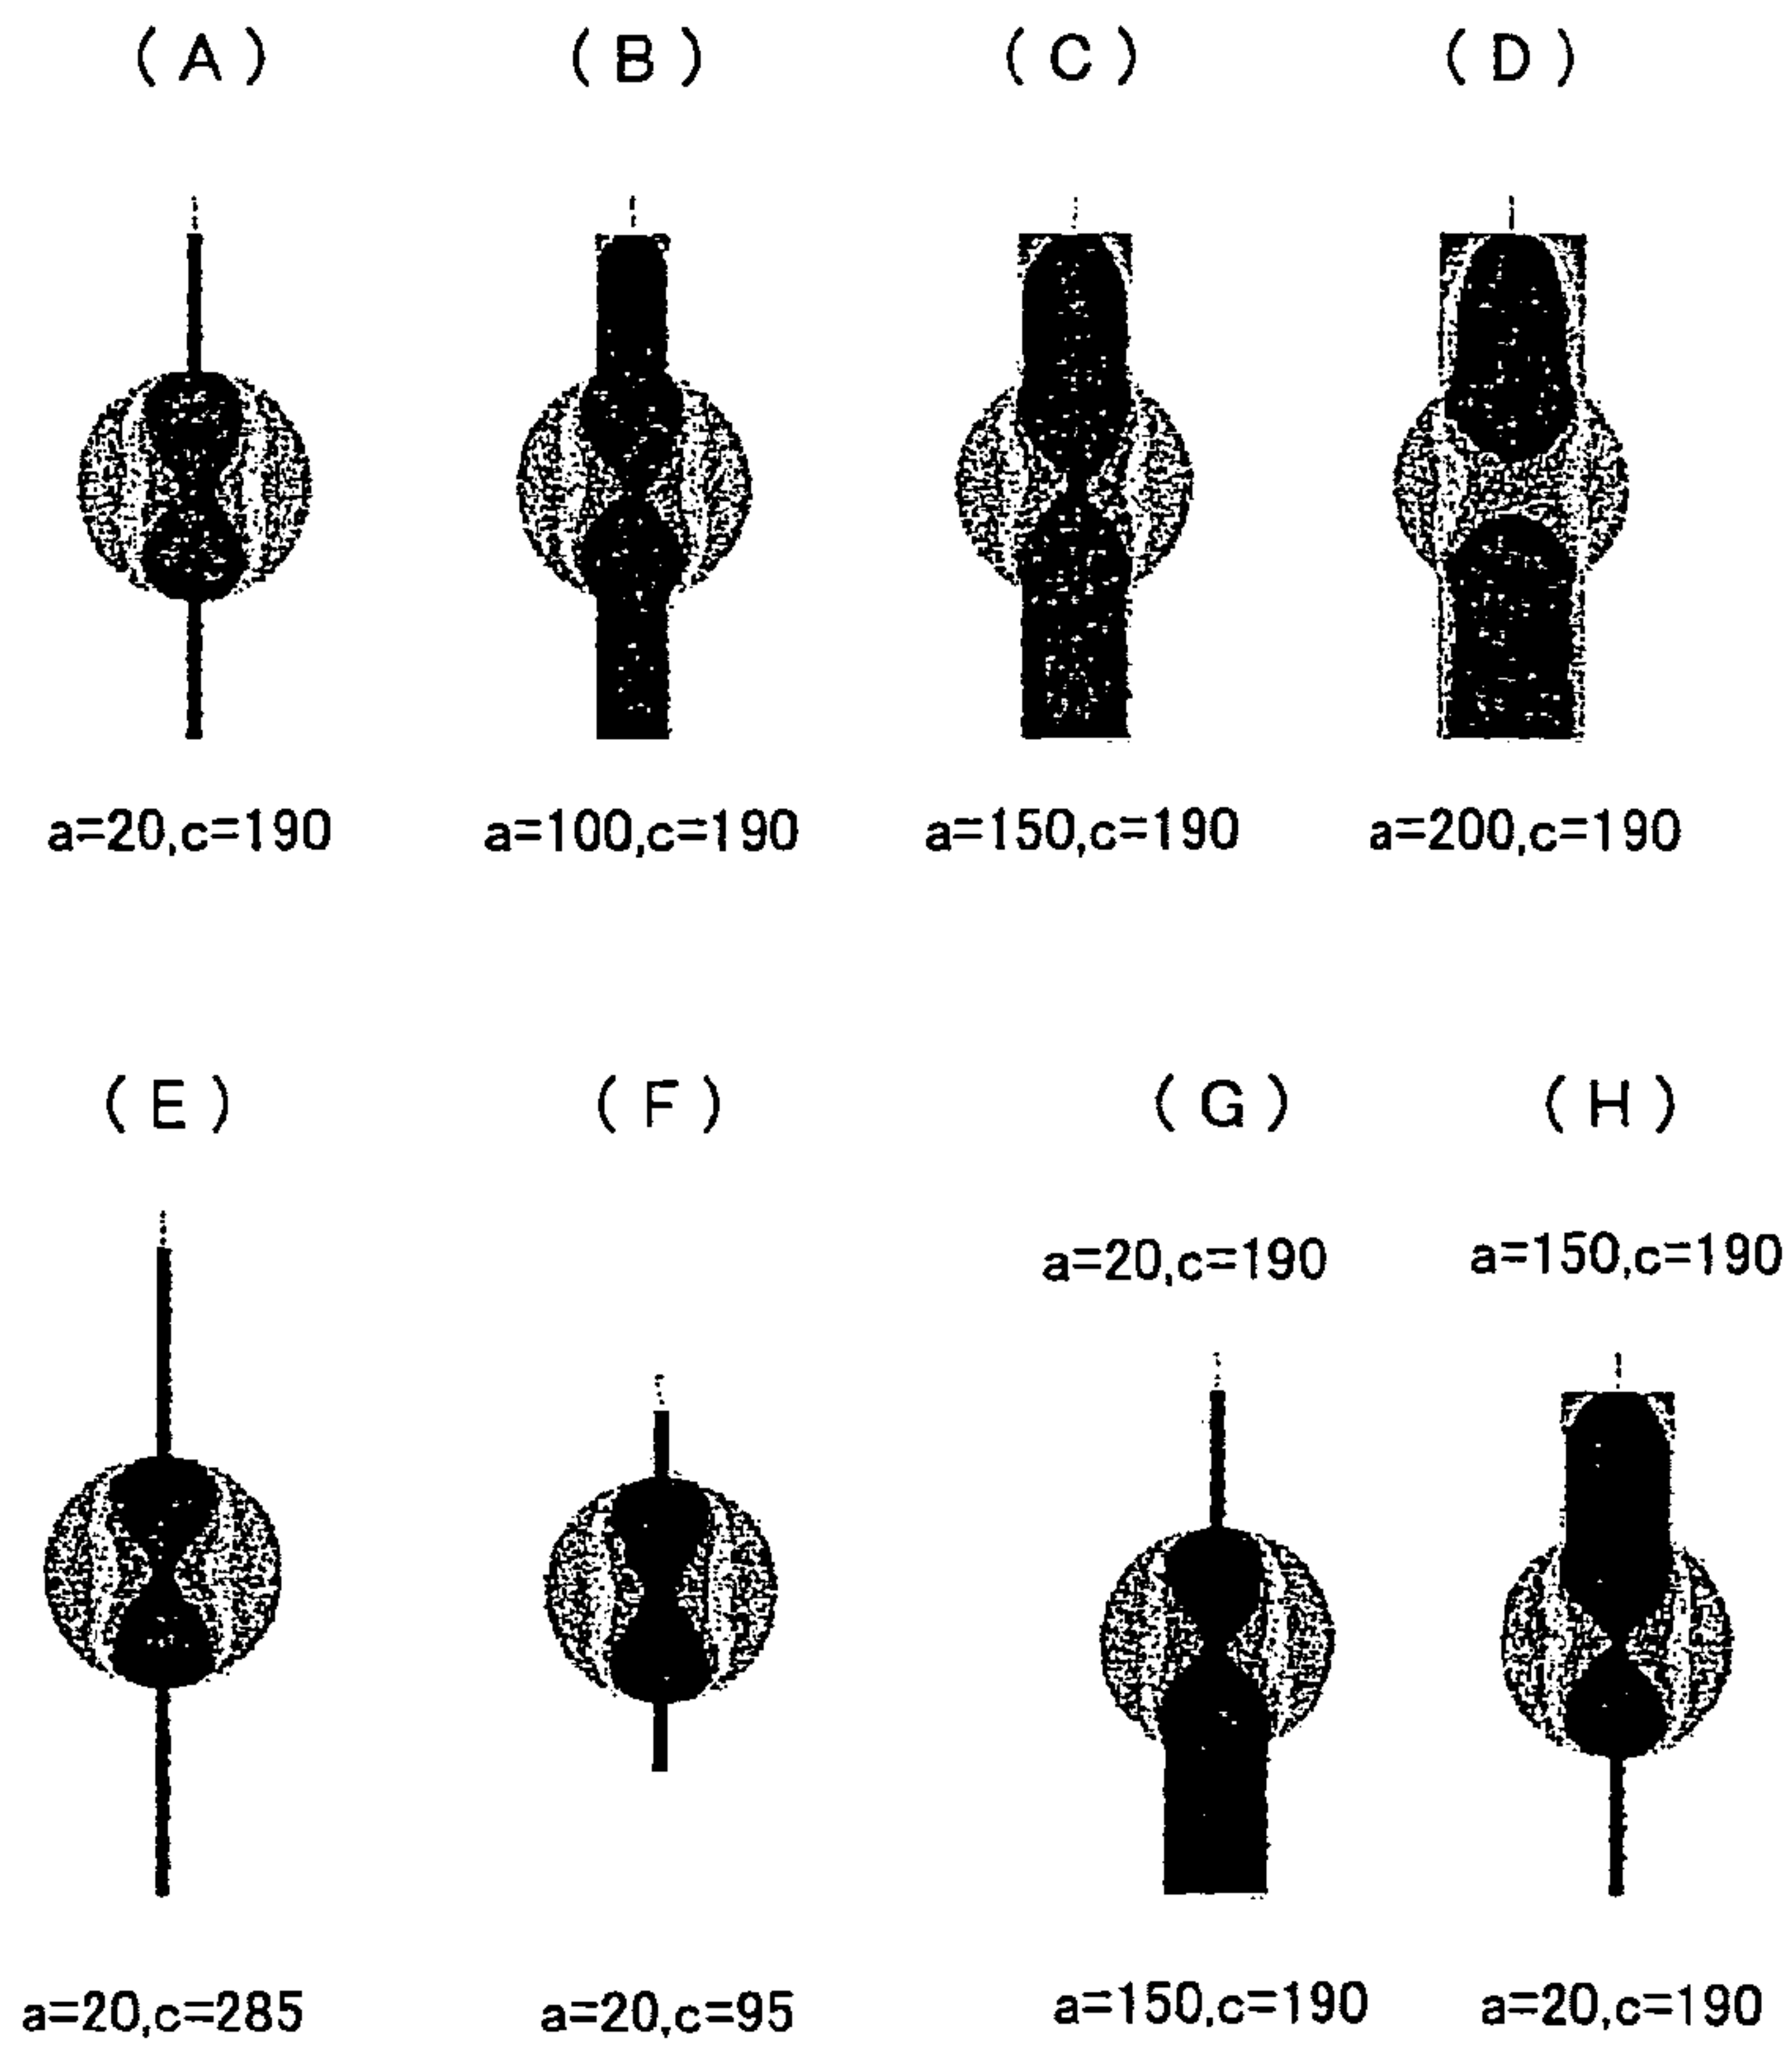 (A) (B) (C) (D)
a=20,c=190 a=100,c=190 a=150,c=190 a=200,c=190
(E) (F) (G) (H)
a=20,c=190 a=150,c=190
a=20,c=285 a=20,c=95 a=150,c=190 a=20,c=190